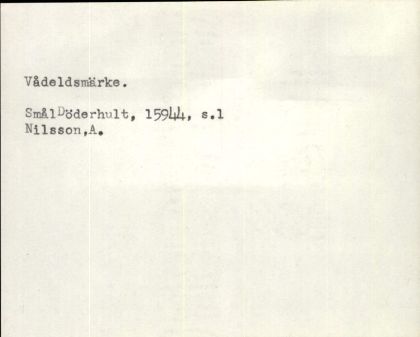 Vådeldsmärke.
SmålDöderhult, 15944, s.1
Nilsson,A.